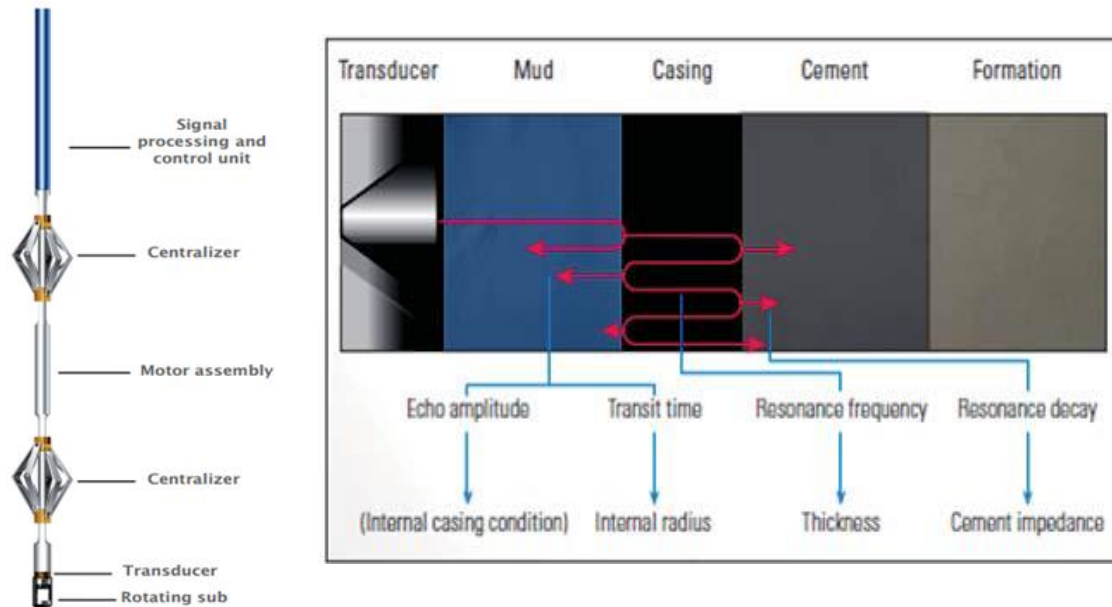 Signal
processing and
control unit
Centralizer
Motor assembly
Centralizer
Transducer
Rotating sub
Transducer Mud Casing Cement Formation
Echo amplitude Transit time Resonance frequency Resonance decay
(Internal casing condition) Internal radius Thickness Cement impedance